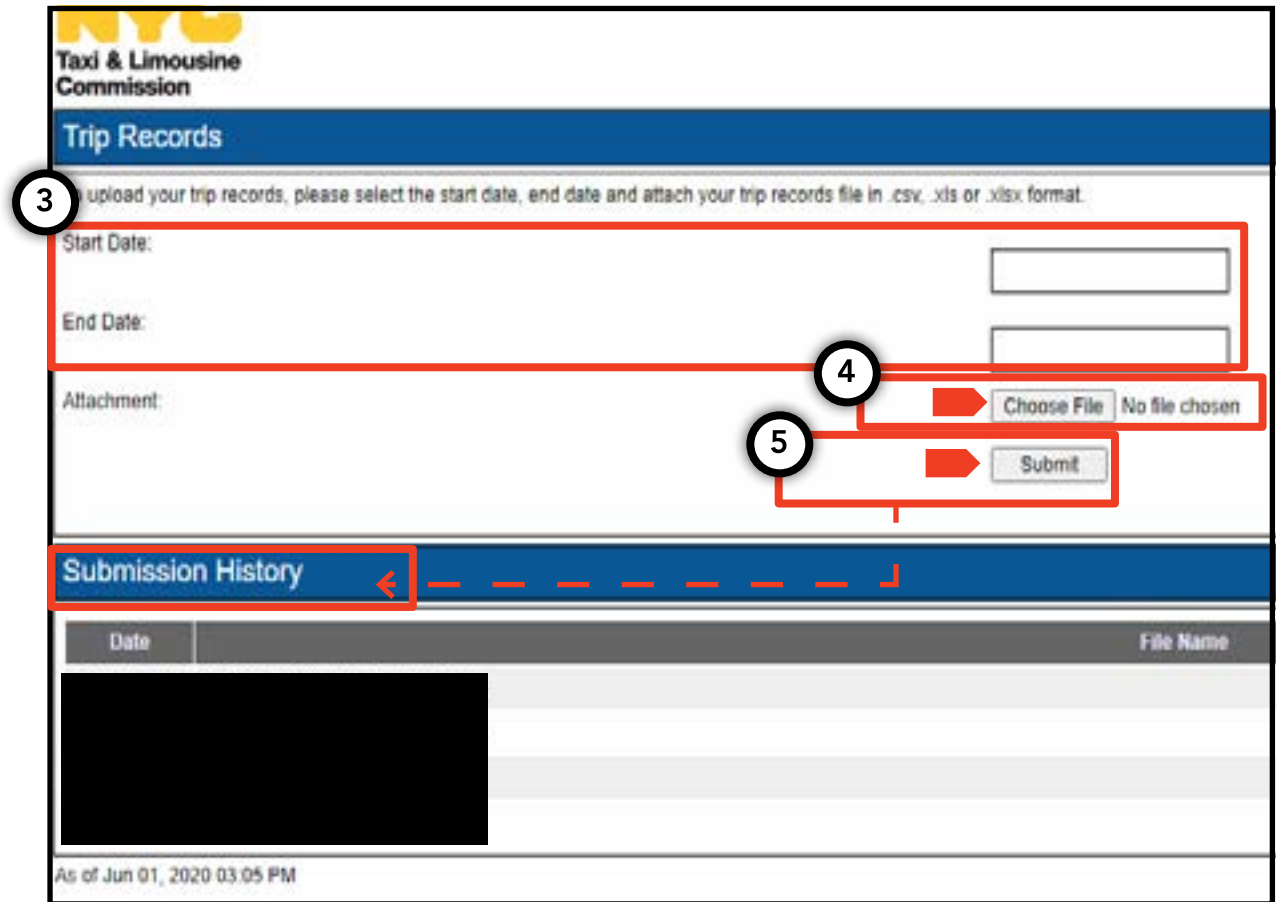 NYC
Taxi & Limousine
Commission
Trip Records
3
upload your trip records, please select the start date, end date and attach your trip records file in .csv, .xls or .xlsx format.
Start Date:
End Date:
4
Attachment:
Choose File No file chosen
5
Submit
Submission History
Date File Name
As of Jun 01, 2020 03:05 PM